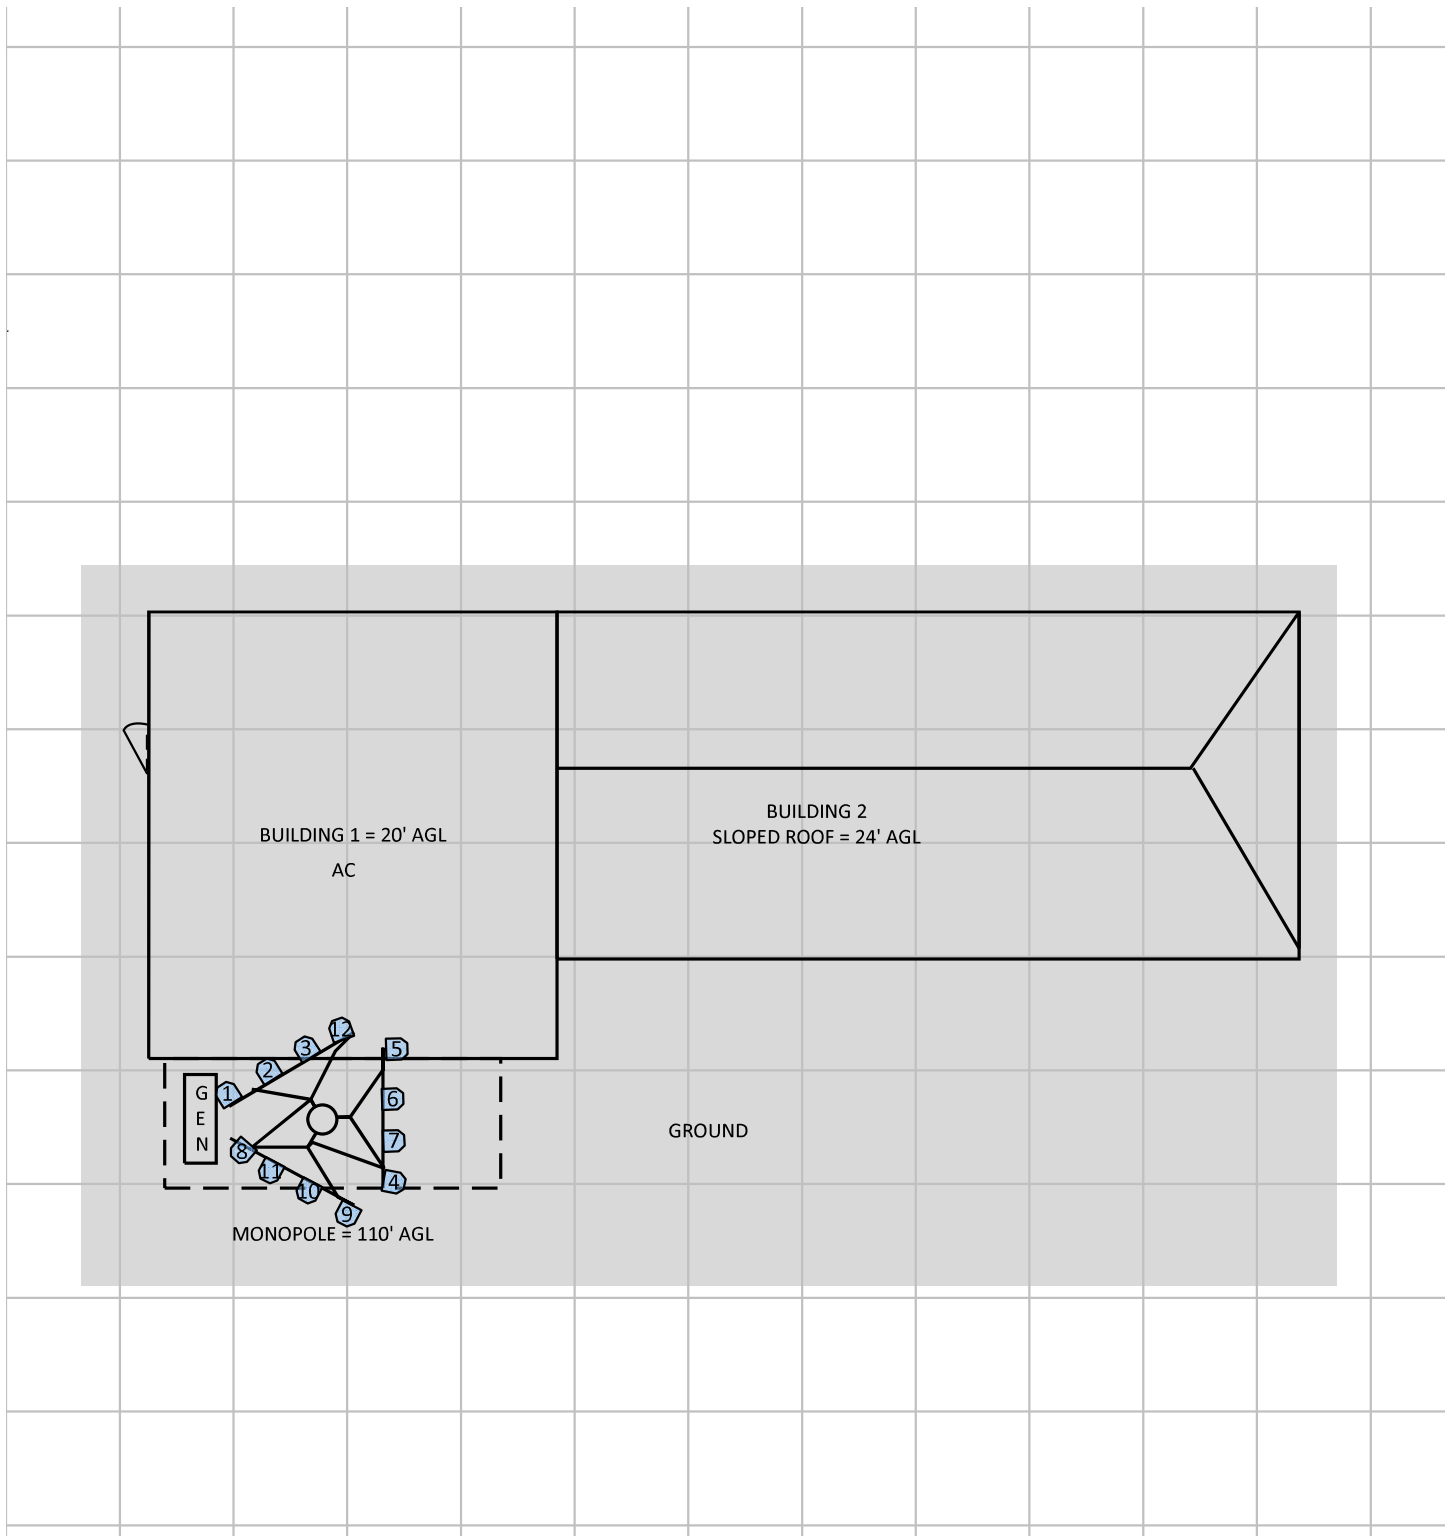 BUILDING 2
SLOPED ROOF = 24' AGL
BUILDING 1 = 20' AGL
AC
12
3
5
2
1
G
E
N
6
7
8
11
4
10
9
GROUND
MONOPOLE = 110' AGL